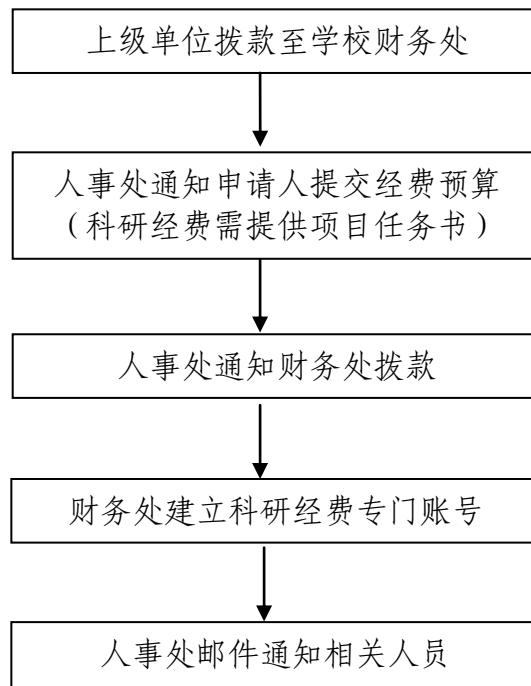 上级单位拨款至学校财务处
人事处通知申请人提交经费预算
（科研经费需提供项目任务书）
人事处通知财务处拨款
财务处建立科研经费专门账号
人事处邮件通知相关人员